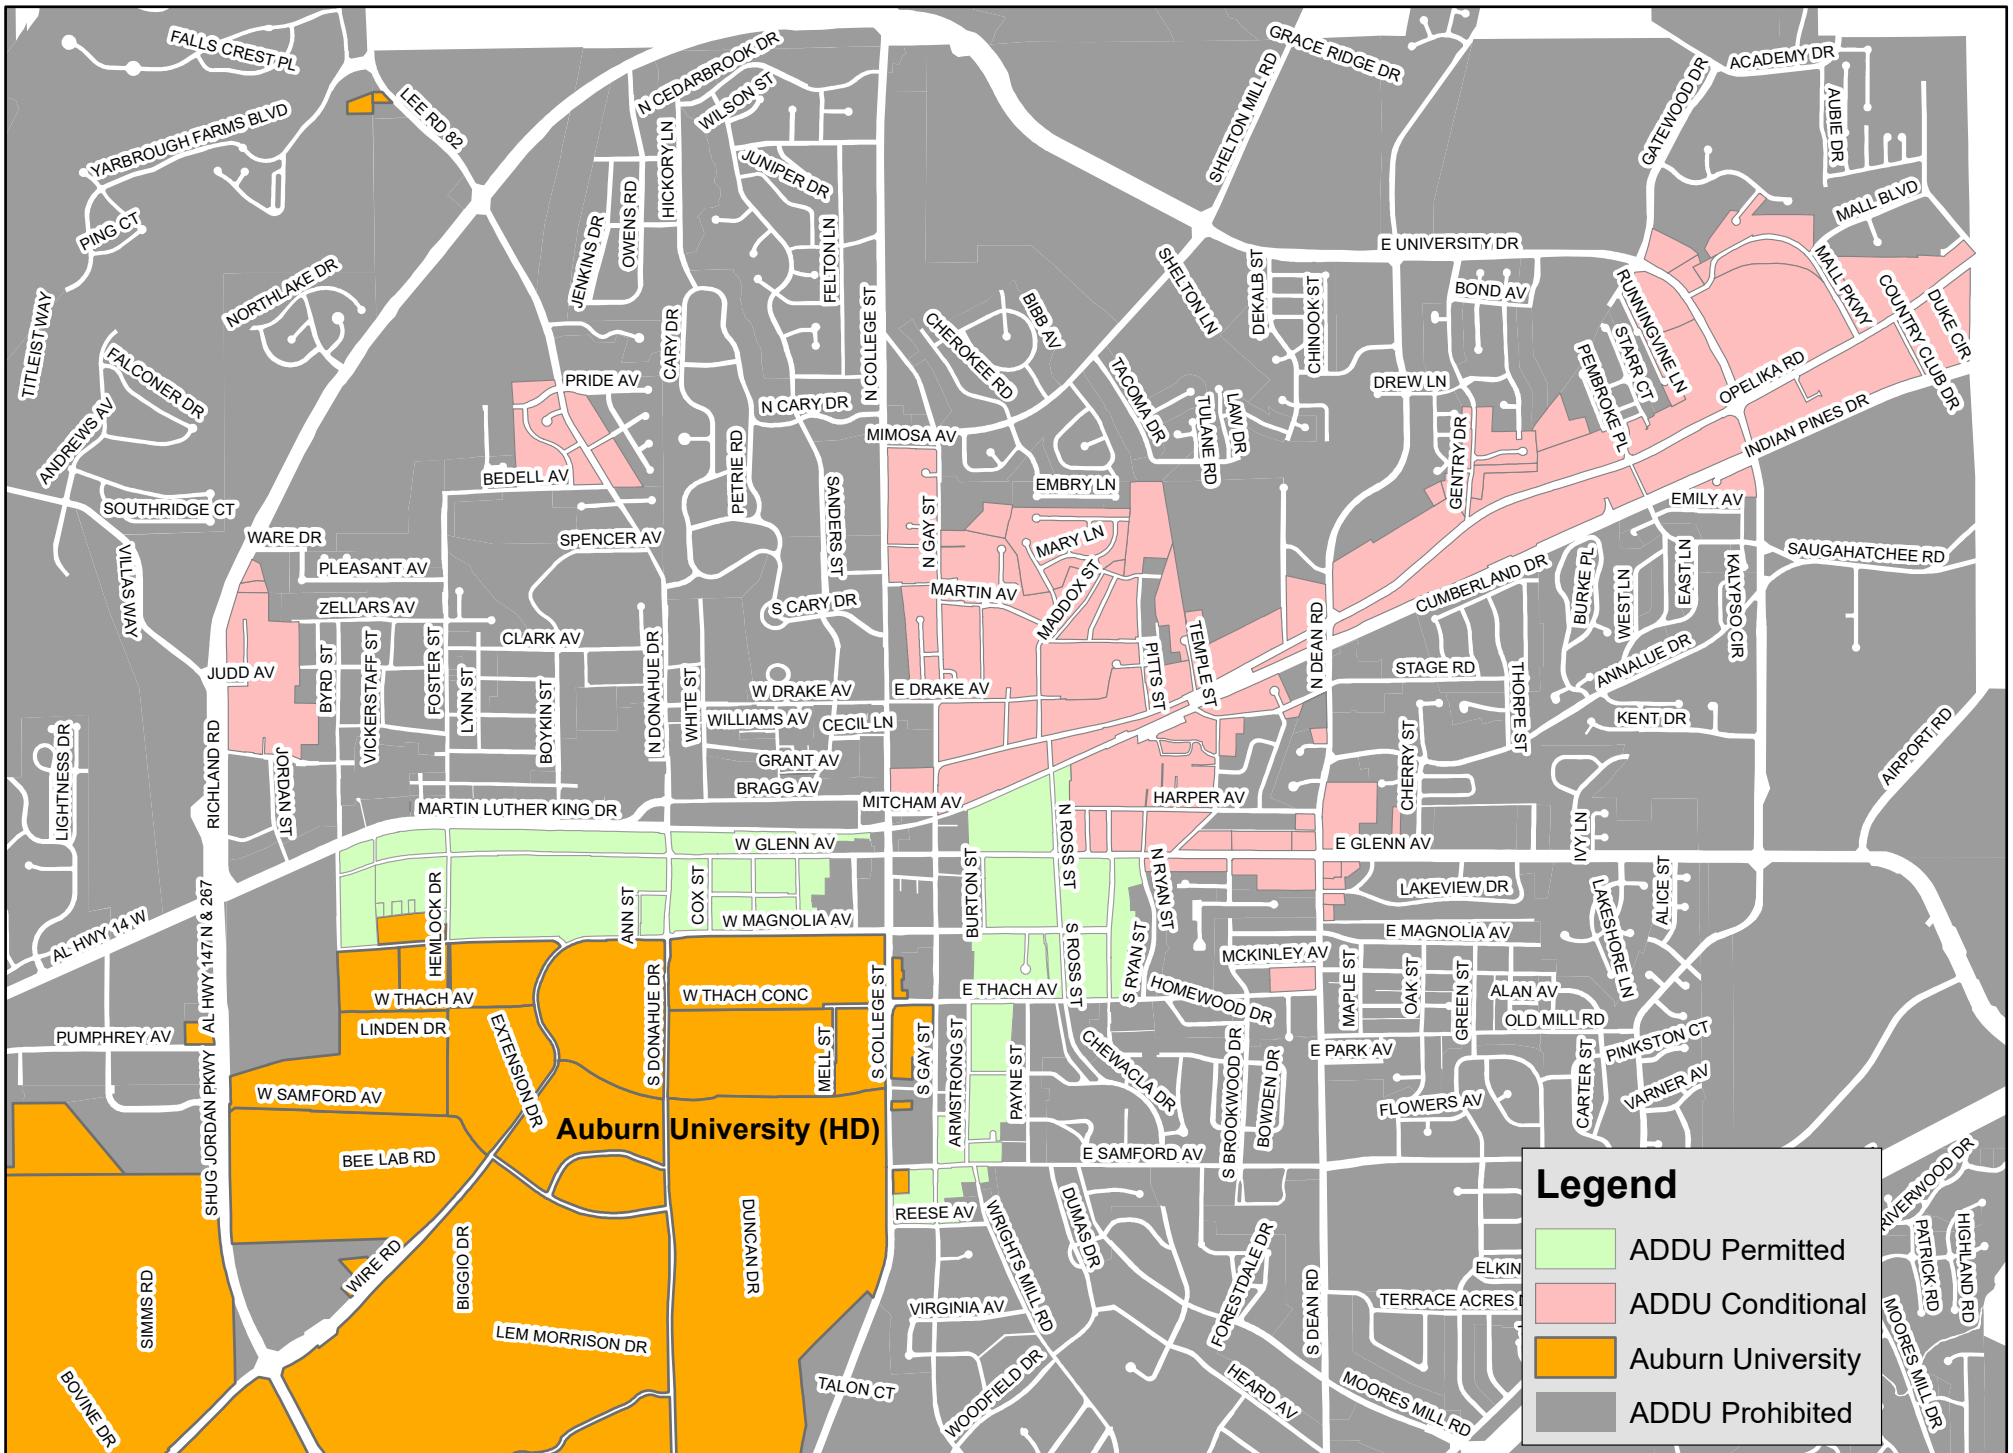 FALLS CREST PL
LEE RD 82
YARBROUGH FARMS BLVD
PING CT
TITLEIST WAY
NORTHLAKE DR
FALCONER DR
ANDREWS AV
SOUTHRIDGE CT
VILLAS WAY
N CEDARBROOK DR
WILSON ST
JUNIPER DR
HICKORY LN
OWENS RD
JENKINS DR
FELTON LN
CARY DR
N COLLEGE ST
N CARY DR
PETRIE RD
SANDERS ST
S CARY DR
PRIDE AV
BEDELL AV
SPENCER AV
WARE DR
PLEASANT AV
ZELLARS AV
CLARK AV
JUDD AV
BYRD ST
VICKERSTAFF ST
FOSTER ST
LYNN ST
BOYKIN ST
N DONAHUE DR
WHITE ST
W DRAKE AV
WILLIAMS AV
CECIL LN
GRANT AV
BRAGG AV
MARTIN LUTHER KING DR
JORDAN ST
RICHLAND RD
LIGHTNESS DR
GRACE RIDGE DR
SHELTON MILL RD
SHELTON LN
E UNIVERSITY DR
GATEWOOD DR
ACADEMY DR
AUBIE DR
MALL BLVD
MALL PKWY
COUNTRY CLUB DR
DUKE CIR
BOND AV
RUNNINGVINE LN
STARR CT
PEMBROKE PL
OPELIKA RD
INDIAN PINES DR
DEKALB ST
CHINOOK ST
DREW LN
GENTRY DR
BIBB AV
CHEROKEE RD
TACOMA DR
TULANE RD
LAW DR
MIMOSA AV
EMBRY LN
N GAY ST
MARY LN
MADDOX ST
MARTIN AV
E DRAKE AV
PITTS ST
TEMPLE ST
N DEAN RD
CUMBERLAND DR
EMILY AV
SAUGAHATCHEE RD
BURKE PL
WEST LN
EAST LN
KALYPSO CIR
ANNALUE DR
STAGE RD
THORPE ST
KENT DR
CHERRY ST
AIRPORT RD
IVY LN
MITCHAM AV
HARPER AV
W GLENN AV
E GLENN AV
N ROSS ST
BURTON ST
N RYAN ST
LAKEVIEW DR
LAKESHORE LN
ALICE ST
E MAGNOLIA AV
MCKINLEY AV
MAPLE ST
OAK ST
GREEN ST
ALAN AV
OLD MILL RD
PINKSTON CT
E PARK AV
CARTER ST
VARNER AV
FLOWERS AV
AL HWY 14 W
AL HWY 147 N & 267
HEMLOCK DR
ANN ST
COX ST
W MAGNOLIA AV
W THACH AV
W THACH CONC
E THACH AV
S ROSS ST
S RYAN ST
HOMEWOOD DR
LINDEN DR
EXTENSION DR
S DONAHUE DR
MELL ST
S COLLEGE ST
S GAY ST
ARMSTRONG ST
PAYNE ST
CHEWACLA DR
S BROOKWOOD DR
BOWDEN DR
PUMPHREY AV
SHUG JORDAN PKWY
W SAMFORD AV
Auburn University (HD)
BEE LAB RD
E SAMFORD AV
REESE AV
WRIGHTS MILL RD
DUMAS DR
DUNCAN DR
WIRE RD
BIGGIO DR
LEM MORRISON DR
SIMMS RD
BOVINE DR
VIRGINIA AV
TALON CT
WOODFIELD DR
FORESTDALE DR
HEARD AV
S DEAN RD
MOORES MILL RD
TERRACE ACRES
ELKIN
RIVERWOOD DR
PATRICK RD
HIGHLAND RD
MOORES MILL DR
Legend
ADDU Permitted
ADDU Conditional
Auburn University
ADDU Prohibited